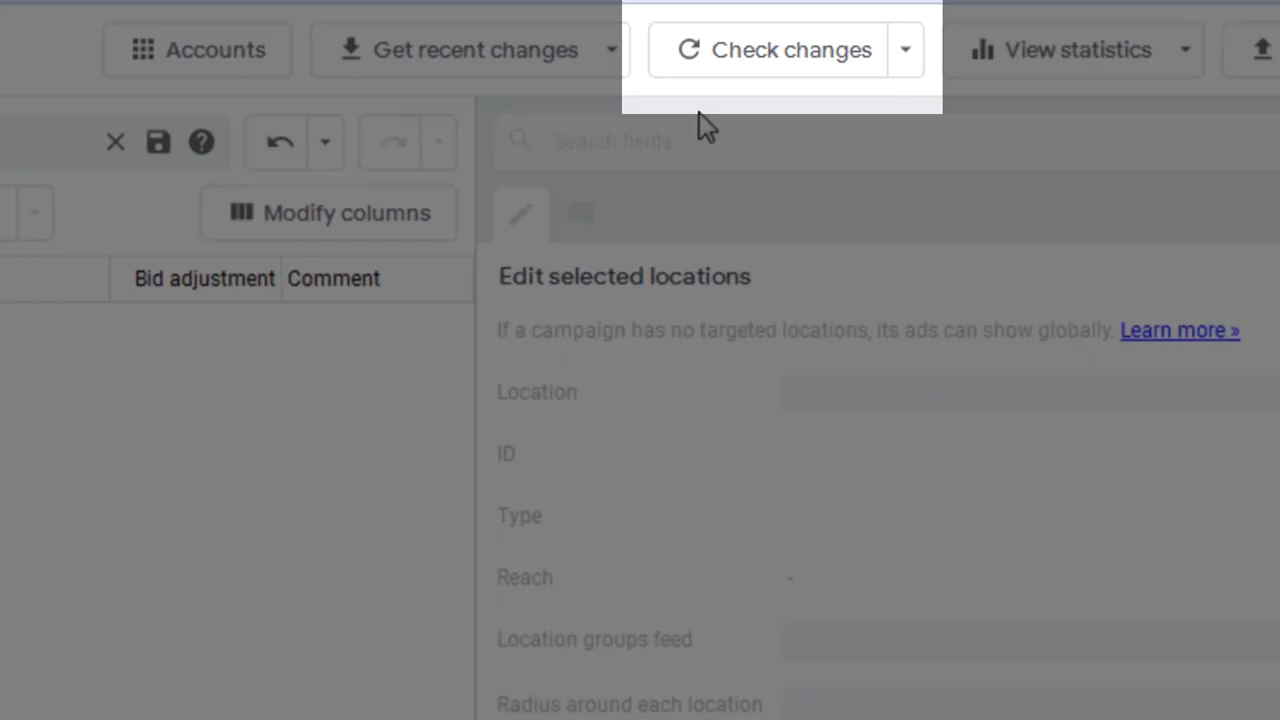 Accounts
Get recent changes
Check changes
View statistics
Search fields
Modify columns
Bid adjustment
Comment
Edit selected locations
If a campaign has no targeted locations, its ads can show globally. Learn more »
Location
ID
Type
Reach
-
Location groups feed
Radius around each location